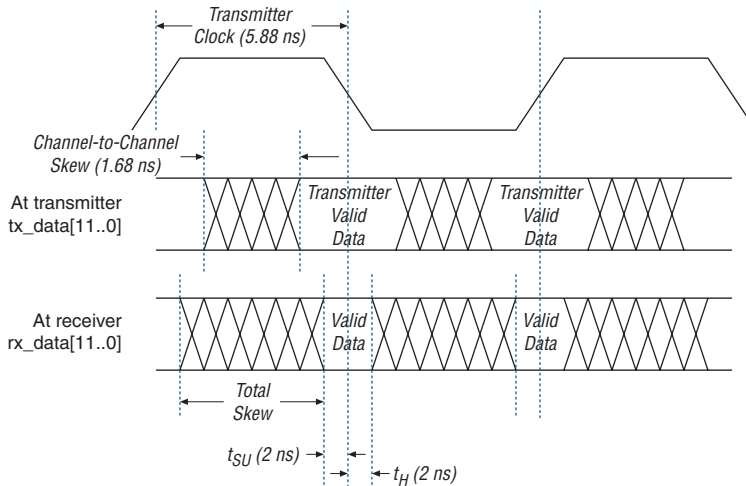 Transmitter
Clock (5.88 ns)
Channel-to-Channel
Skew (1.68 ns)
At transmitter
tx_data[11..0]
Transmitter
Valid
Data
Transmitter
Valid
Data
At receiver
rx_data[11..0]
Valid
Data
Valid
Data
Total
Skew
tSU (2 ns)
tH (2 ns)